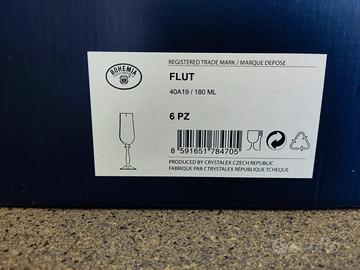 REGISTERED TRADE MARK / MARQUE DEPOSE
BOHEMIA
FLUT
40A19 / 180 ML
6 PZ
8 591651 784705
PRODUCED BY CRYSTALEX CZECH REPUBLIC
FABRIQUE PAR CTRYSTALEX RÉPUBLIQUE TCHEQUE